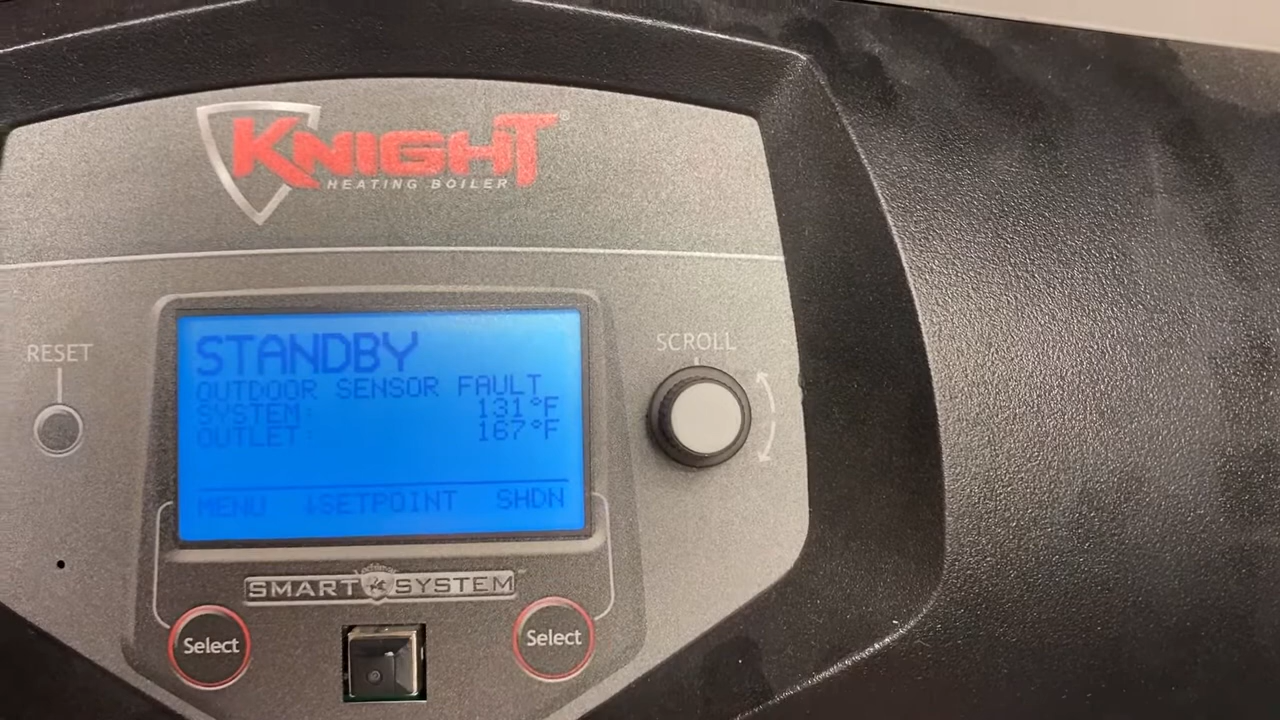 KNIGHT®
HEATING BOILER
RESET
SCROLL
STANDBY
OUTDOOR SENSOR FAULT
SYSTEM: 131°F
OUTLET: 167°F
MENU ↓SETPOINT SHDN
SMART SYSTEM™
Select
Select